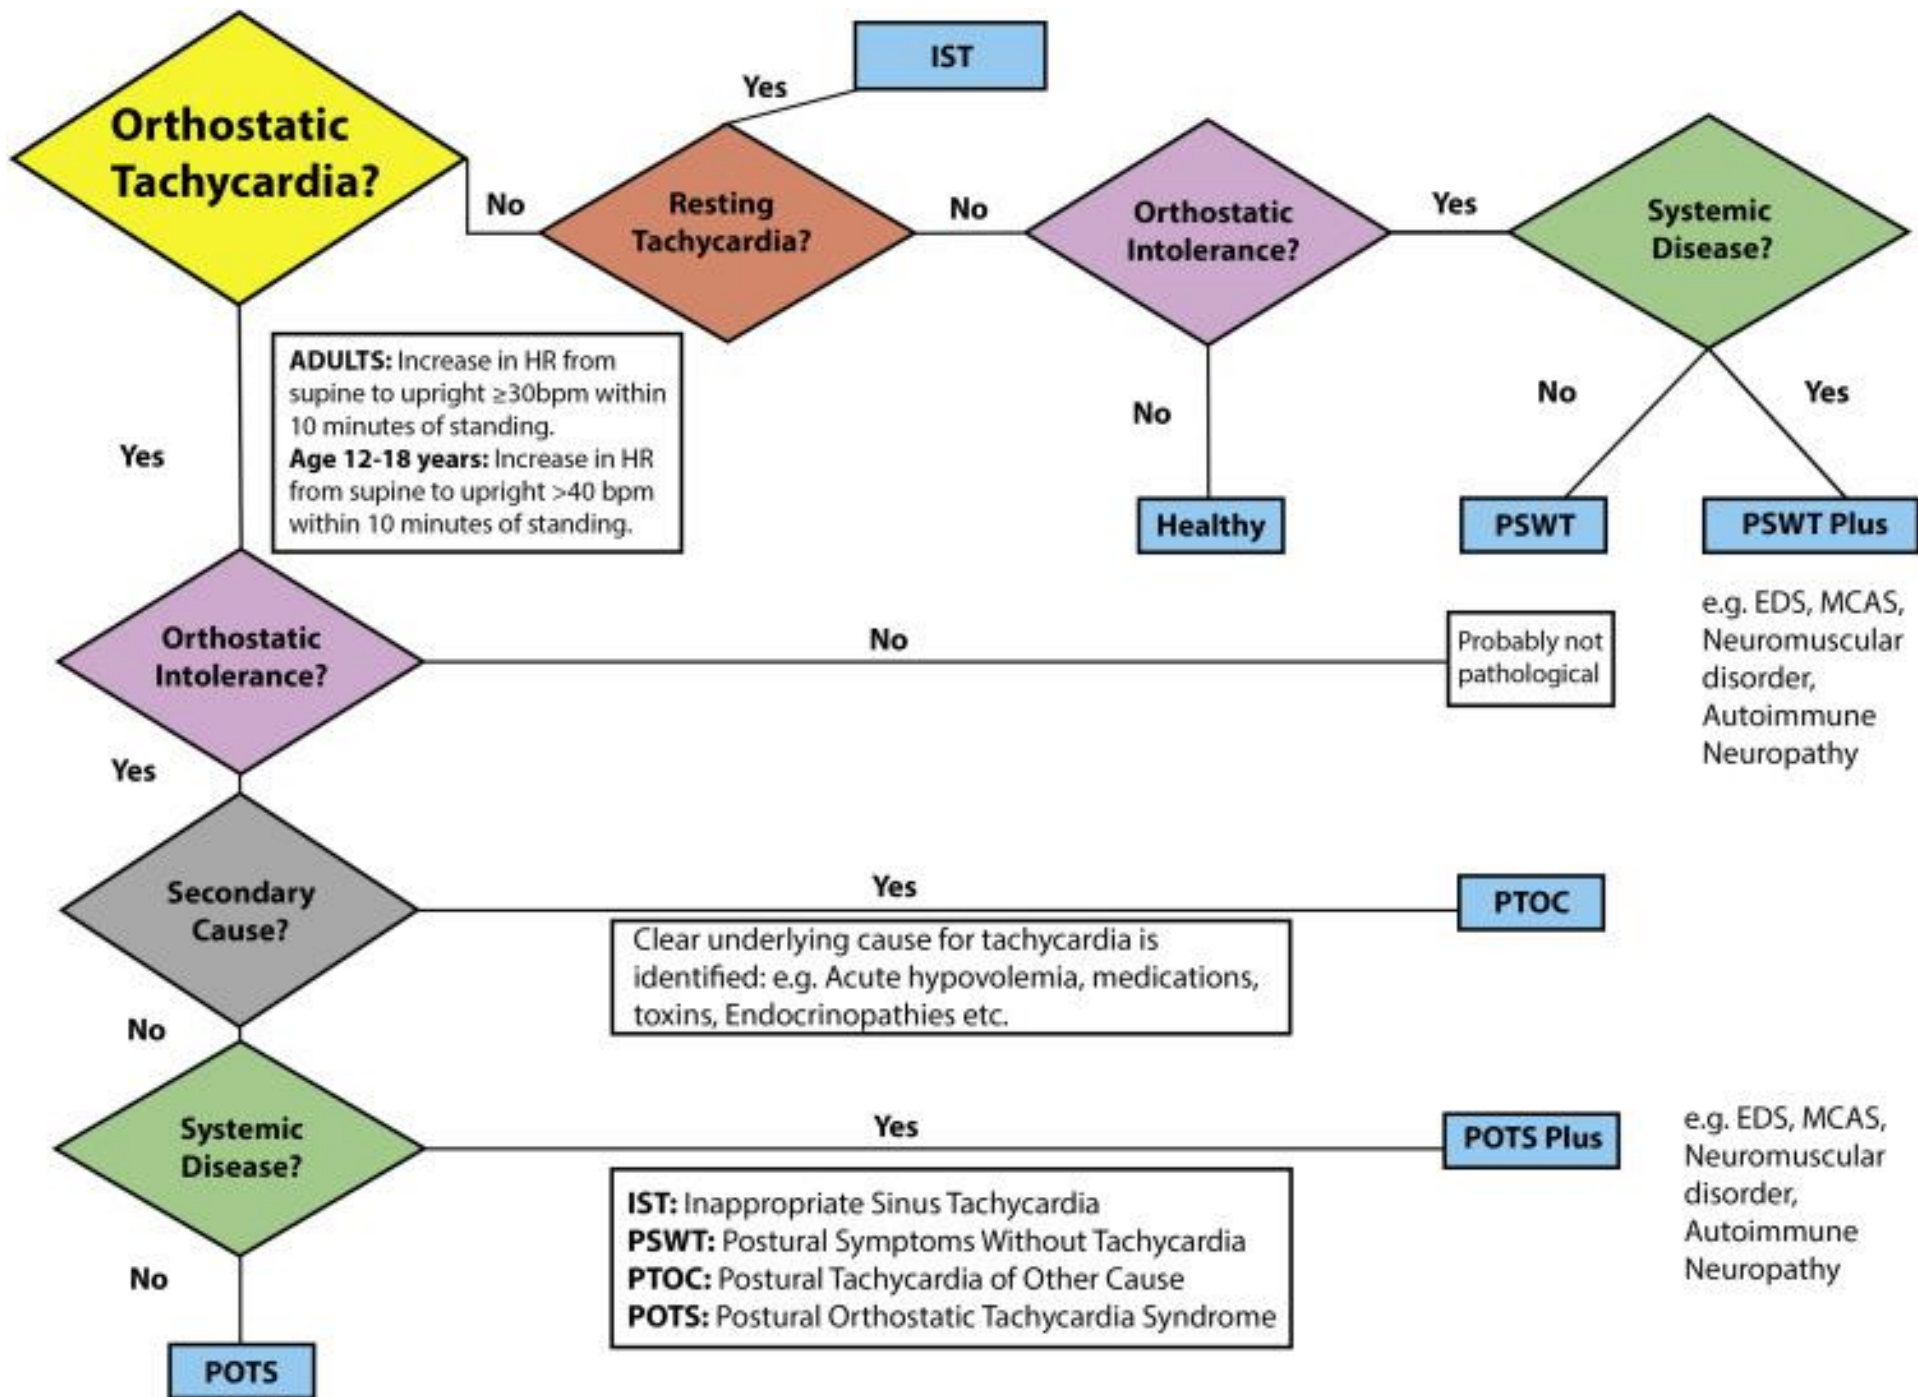 Orthostatic
Tachycardia?
Yes
IST
No
Resting
Tachycardia?
No
Orthostatic
Intolerance?
Yes
Systemic
Disease?
ADULTS: Increase in HR from
supine to upright ≥30bpm within
10 minutes of standing.
Age 12-18 years: Increase in HR
from supine to upright >40 bpm
within 10 minutes of standing.
Yes
No
No
Yes
Healthy
PSWT
PSWT Plus
e.g. EDS, MCAS,
Neuromuscular
disorder,
Autoimmune
Neuropathy
Orthostatic
Intolerance?
No
Probably not
pathological
Yes
Secondary
Cause?
Yes
PTOC
Clear underlying cause for tachycardia is
identified: e.g. Acute hypovolemia, medications,
toxins, Endocrinopathies etc.
No
Systemic
Disease?
Yes
POTS Plus
e.g. EDS, MCAS,
Neuromuscular
disorder,
Autoimmune
Neuropathy
IST: Inappropriate Sinus Tachycardia
PSWT: Postural Symptoms Without Tachycardia
PTOC: Postural Tachycardia of Other Cause
POTS: Postural Orthostatic Tachycardia Syndrome
No
POTS